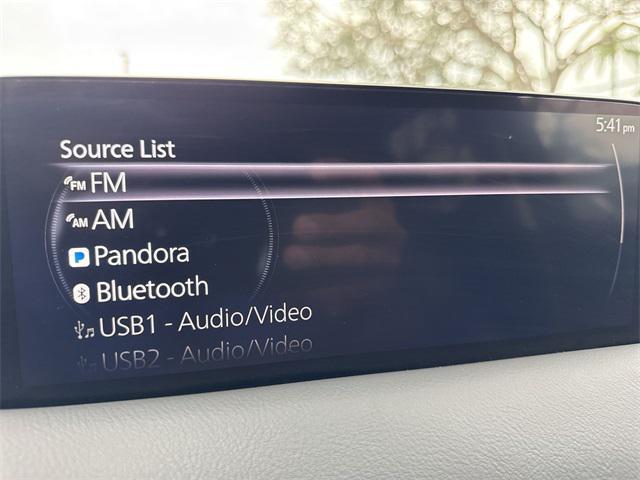 5:41 pm
Source List
FM FM
AM AM
P Pandora
Bluetooth
USB1 - Audio/Video
USB2 - Audio/Video